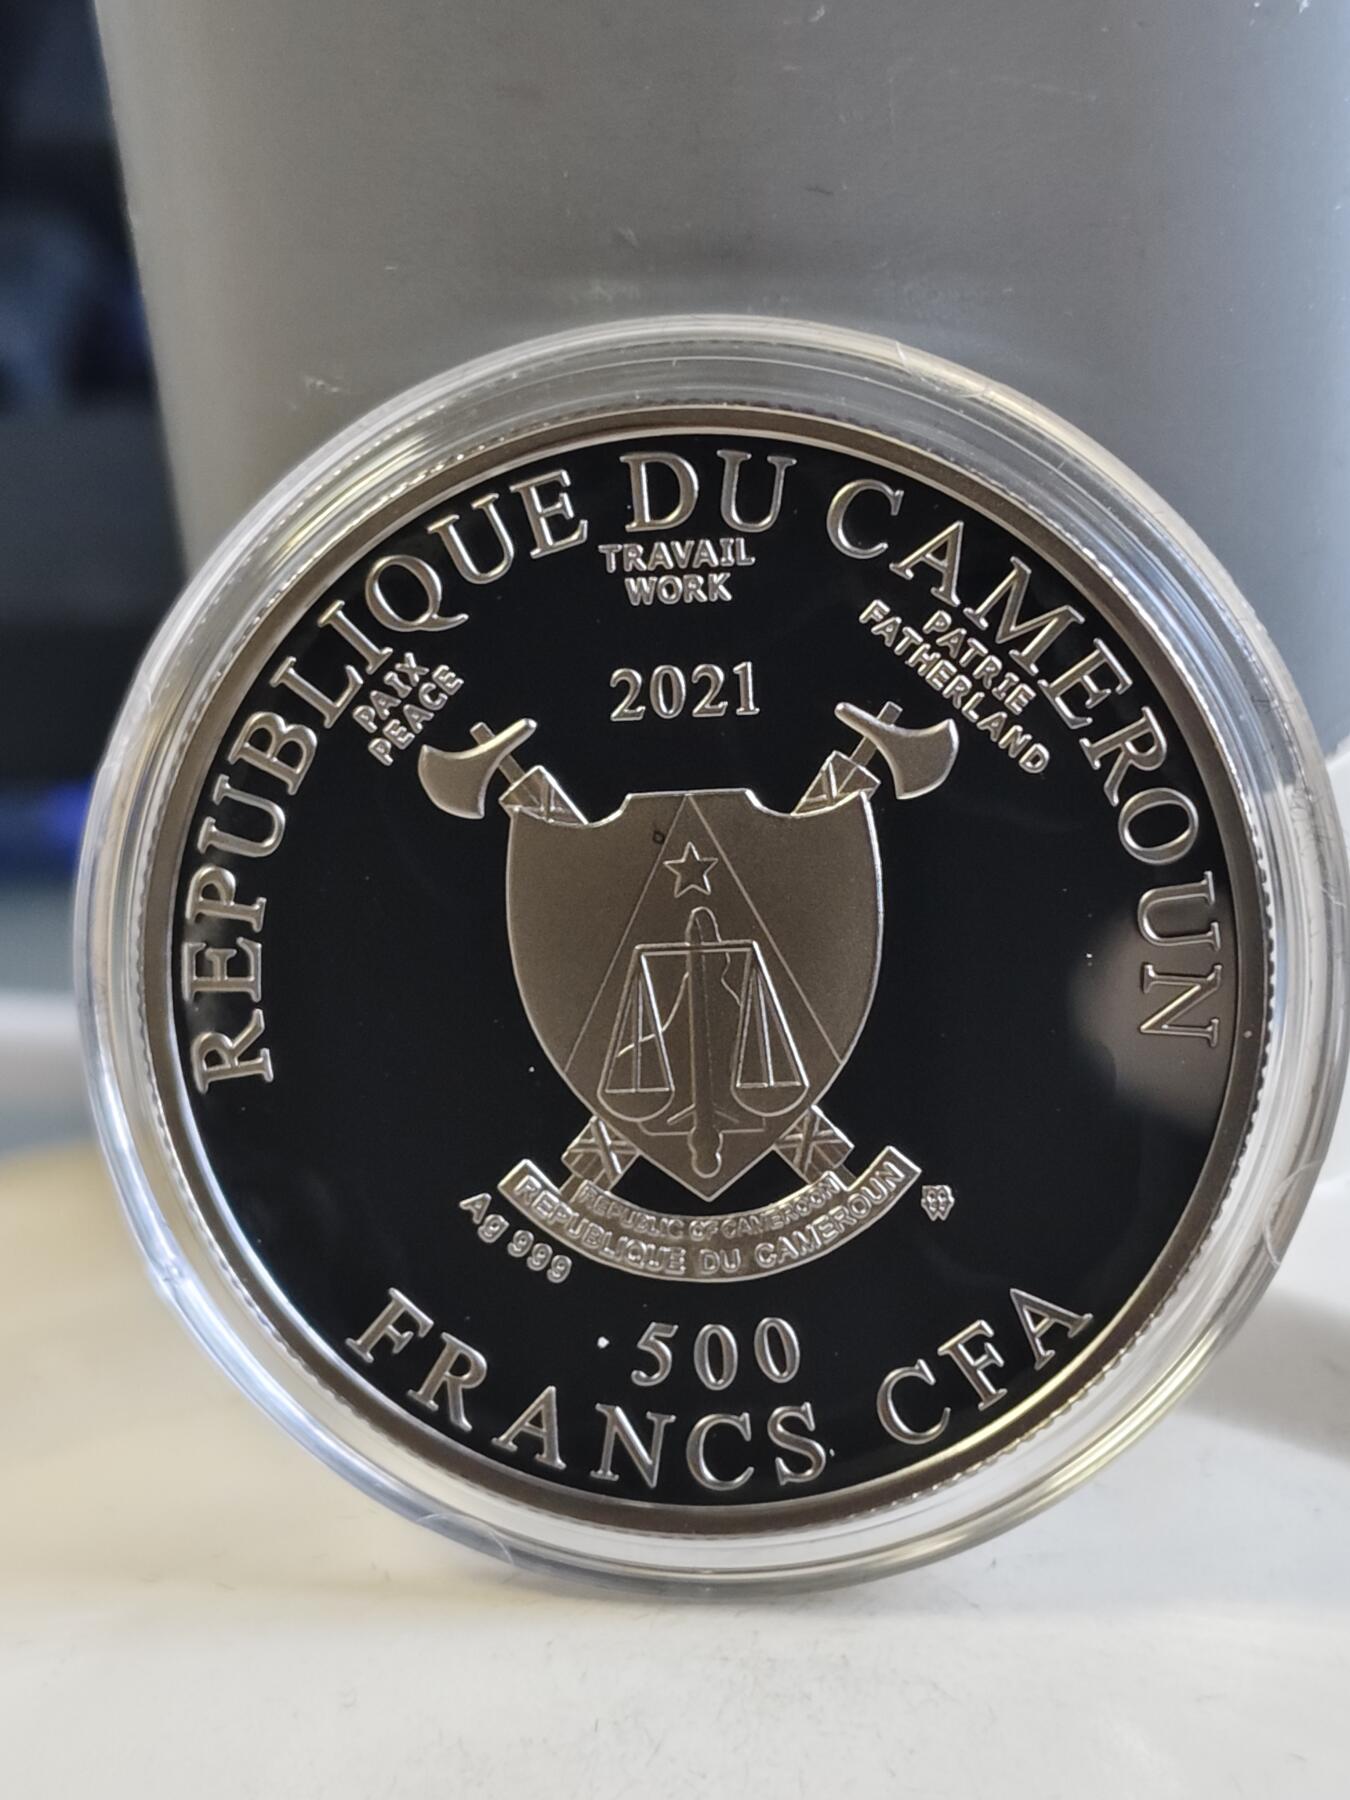 REPUBLIQUE DU CAMEROUN
TRAVAIL
WORK
PAIX
PEACE
PATRIE
FATHERLAND
2021
REPUBLIC OF CAMEROON
REPUBLIQUE DU CAMEROUN
Ag 999
500
FRANCS CFA